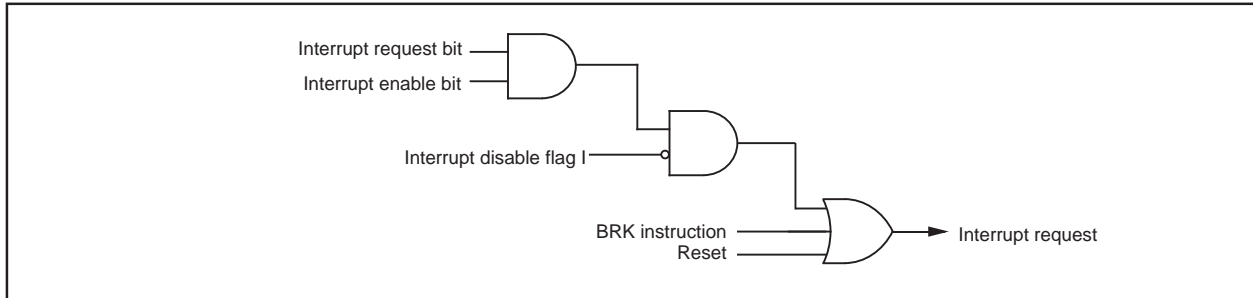 Interrupt request bit
Interrupt enable bit
Interrupt disable flag I
BRK instruction
Reset
Interrupt request